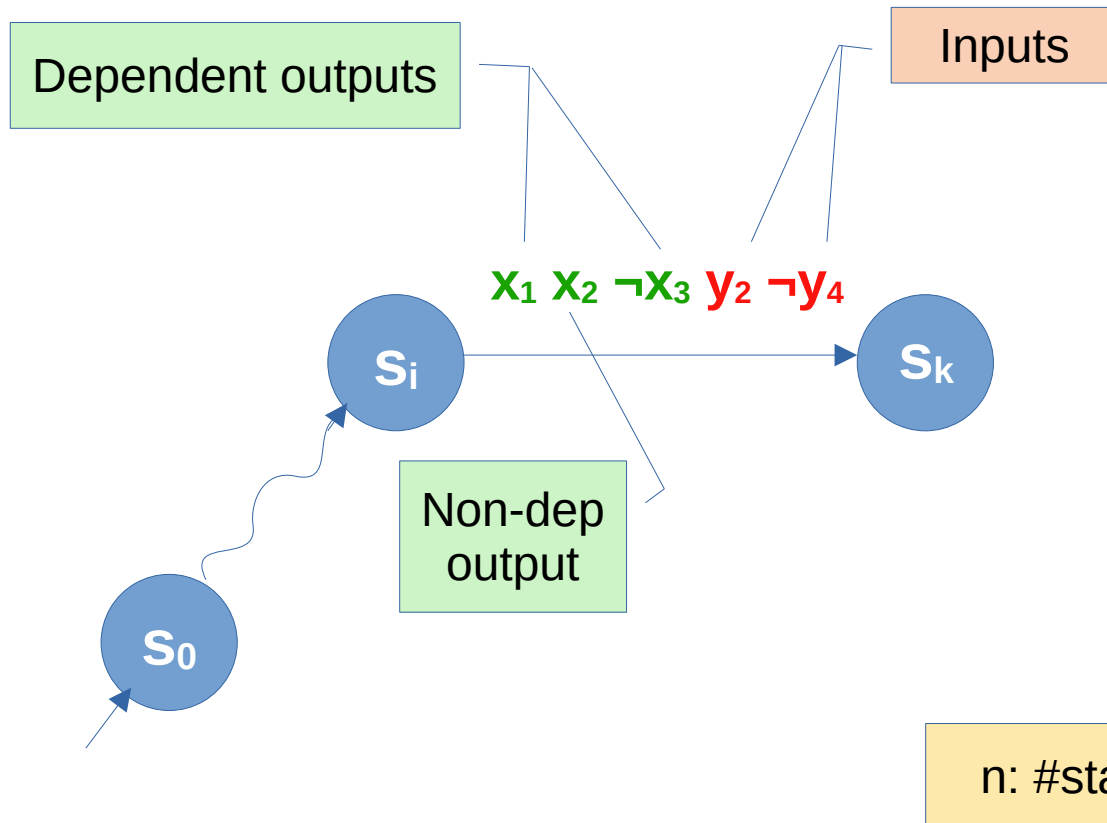 Dependent outputs
Inputs
x₁ x₂ ¬x₃ y₂ ¬y₄
sᵢ
sₖ
Non-dep
output
s₀
n: